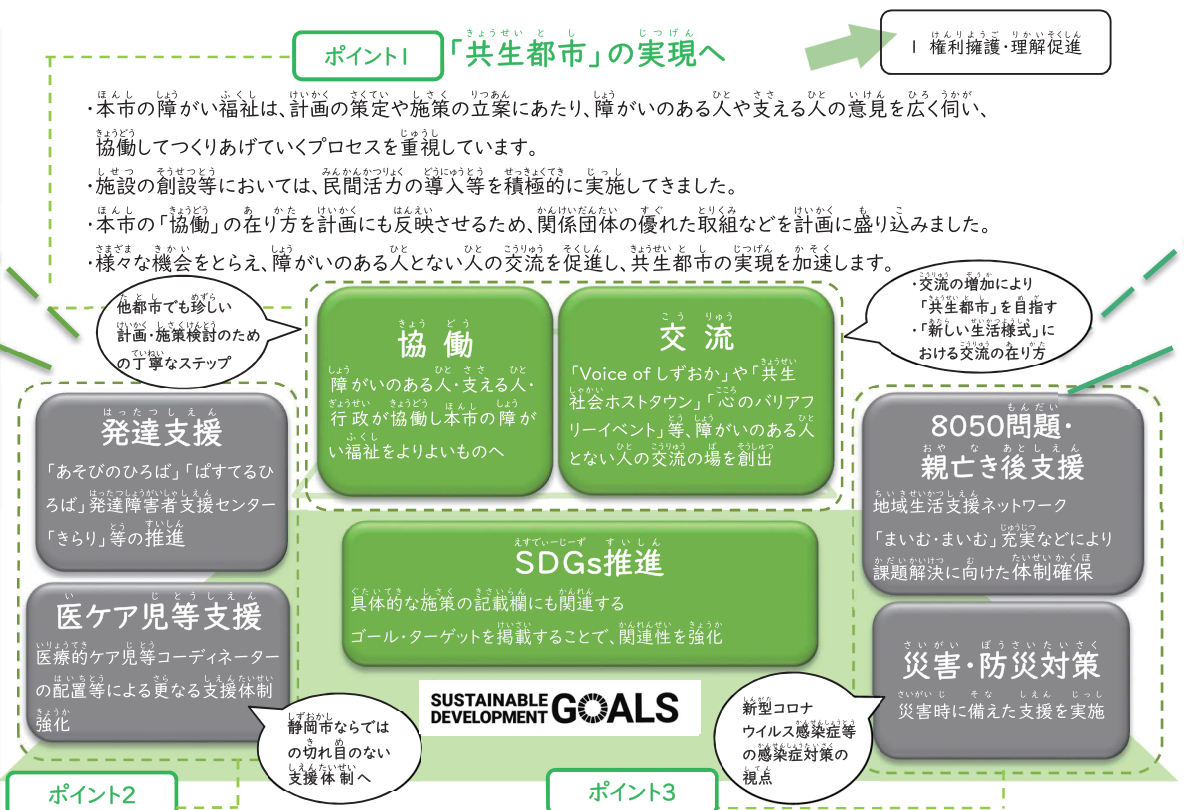 ポイント1
「共生都市」の実現へ
1 権利擁護・理解促進
・本市の障がい福祉は、計画の策定や施策の立案にあたり、障がいのある人や支える人の意見を広く伺い、
協働してつくりあげていくプロセスを重視しています。
・施設の創設等においては、民間活力の導入等を積極的に実施してきました。
・本市の「協働」の在り方を計画にも反映させるため、関係団体の優れた取組などを計画に盛り込みました。
・様々な機会をとらえ、障がいのある人とない人の交流を促進し、共生都市の実現を加速します。
他都市でも珍しい
計画・施策検討のため
の丁寧なステップ
協働
障がいのある人・支える人・
行政が協働し本市の障が
い福祉をよりよいものへ
交流
「Voice of しずおか」や「共生
社会ホストタウン」「心のバリアフ
リーイベント」等、障がいのある人
とない人の交流の場を創出
・交流の増加により
「共生都市」を目指す
・「新しい生活様式」に
おける交流の在り方
発達支援
「あそびのひろば」「ぱすてるひ
ろば」発達障害者支援センター
「きらり」等の推進
8050問題・
親亡き後支援
地域生活支援ネットワーク
「まいむ・まいむ」充実などにより
課題解決に向けた体制確保
SDGs推進
具体的な施策の記載欄にも関連する
ゴール・ターゲットを掲載することで、関連性を強化
医ケア児等支援
医療的ケア児等コーディネーター
の配置等による更なる支援体制
強化
災害・防災対策
災害時に備えた支援を実施
SUSTAINABLE
DEVELOPMENT GOALS
静岡市ならでは
の切れ目のない
支援体制へ
新型コロナ
ウイルス感染症等
の感染症対策の
視点
ポイント2
ポイント3